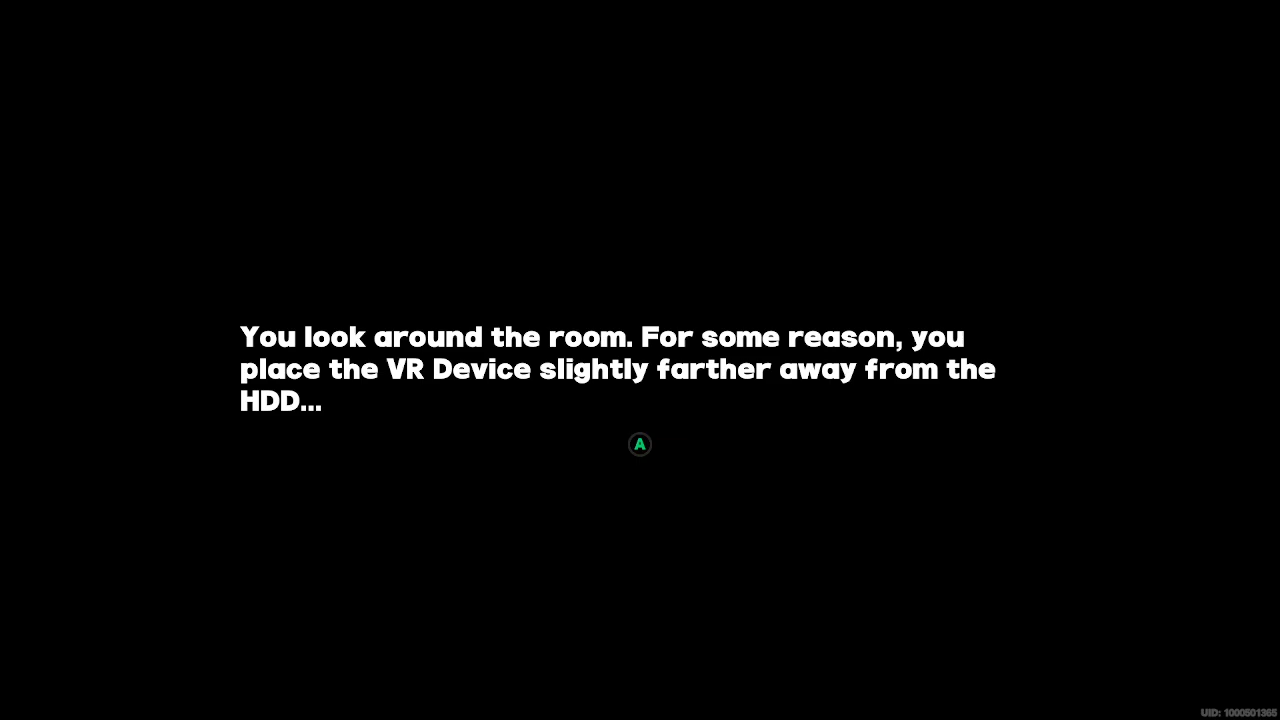 You look around the room. For some reason, you
place the VR Device slightly farther away from the
HDD...
A
UID: 1000501365